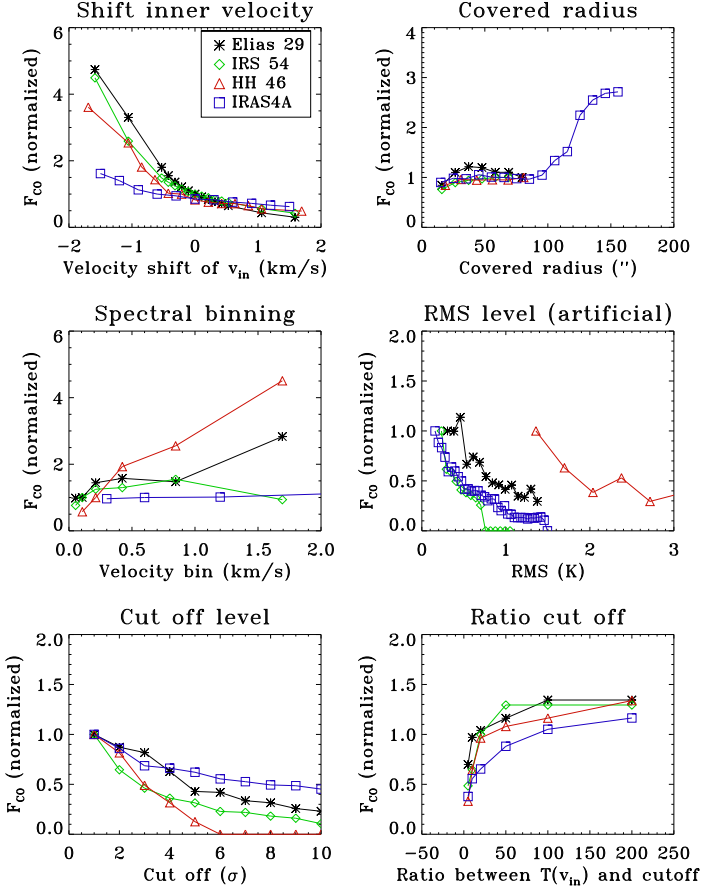 Shift inner velocity
F_CO (normalized)
6
4
2
0
Elias 29
IRS 54
HH 46
IRAS4A
−2 −1 0 1 2
Velocity shift of v_in (km/s)
Covered radius
F_CO (normalized)
4
3
2
1
0
0 50 100 150 200
Covered radius (")
Spectral binning
F_CO (normalized)
6
4
2
0
0.0 0.5 1.0 1.5 2.0
Velocity bin (km/s)
RMS level (artificial)
F_CO (normalized)
2.0
1.5
1.0
0.5
0.0
0 1 2 3
RMS (K)
Cut off level
F_CO (normalized)
2.0
1.5
1.0
0.5
0.0
0 2 4 6 8 10
Cut off (σ)
Ratio cut off
F_CO (normalized)
2.0
1.5
1.0
0.5
0.0
−50 0 50 100 150 200 250
Ratio between T(v_in) and cutoff